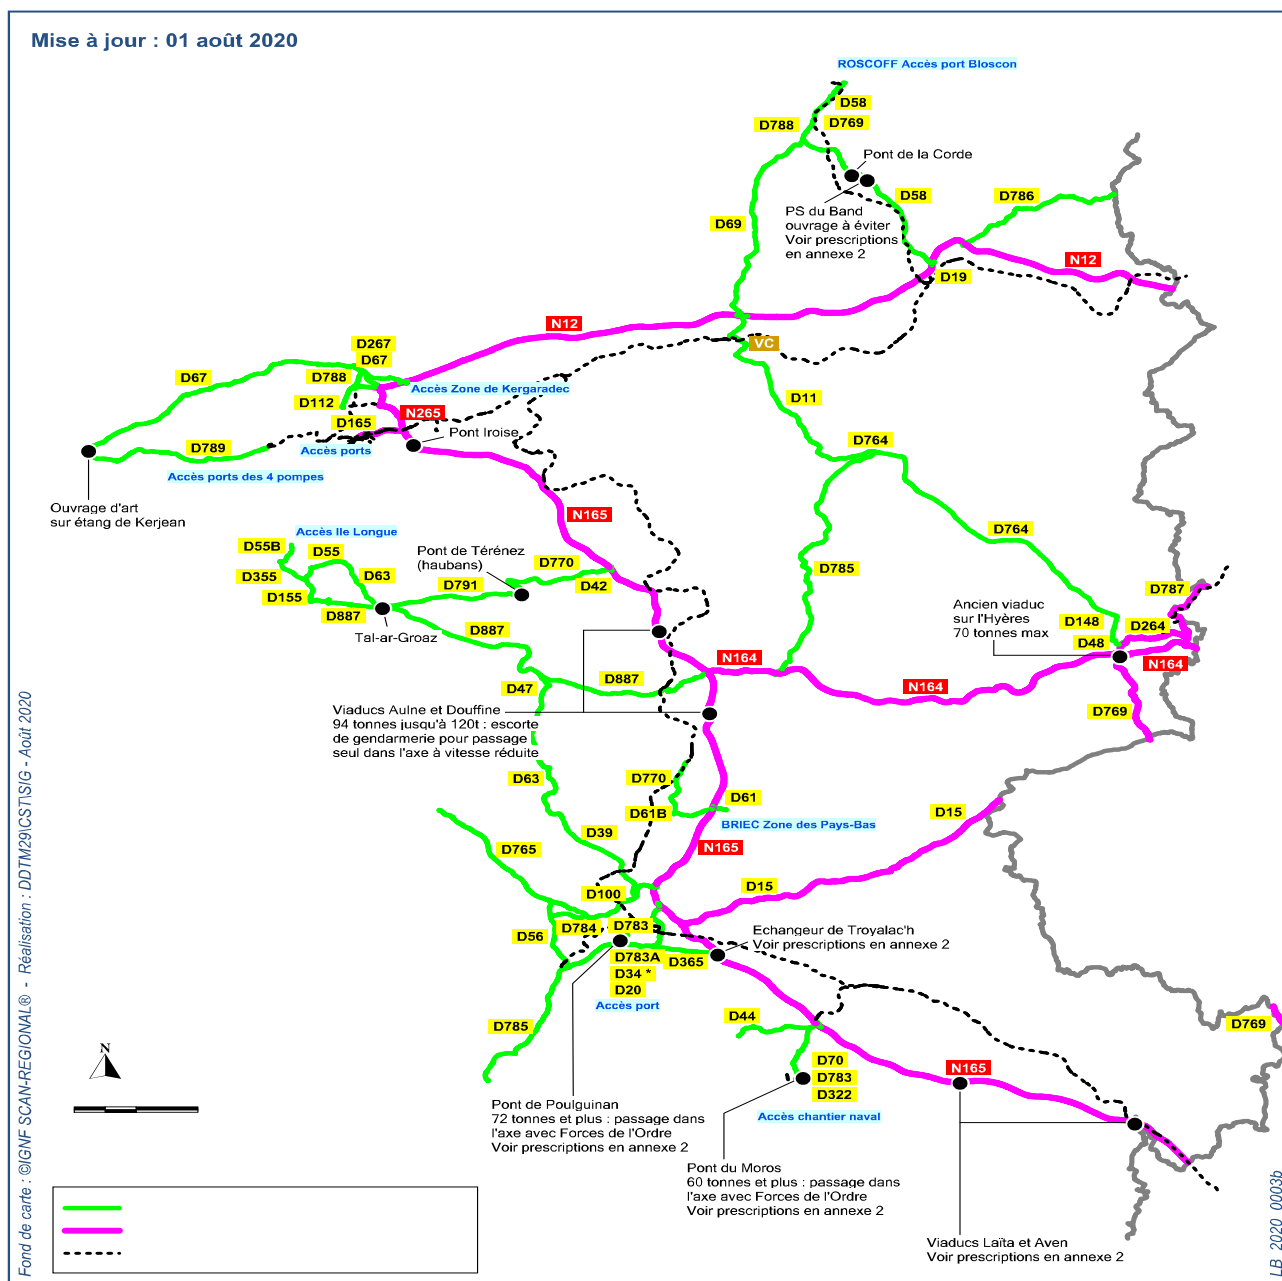 Mise à jour : 01 août 2020
ROSCOFF Accès port Bloscon
D58
D788
D769
Pont de la Corde
D58
D786
PS du Band
ouvrage à éviter
Voir prescriptions
en annexe 2
D69
N12
D19
N12
VC
D267
D67
D67
D788
Accès Zone de Kergaradec
D112
D11
N265
D165
Pont Iroise
D764
D789
Accès ports
Accès ports des 4 pompes
Ouvrage d'art
sur étang de Kerjean
N165
D764
Accès Ile Longue
D55B
D55
Pont de Térénez
(haubans)
D770
D785
D355
D63
D791
D42
D787
D155
D887
Tal-ar-Groaz
D887
Ancien viaduc
sur l'Hyères
70 tonnes max
D148
D264
D48
N164
N164
N164
D47
D887
D769
Viaducs Aulne et Douffine
94 tonnes jusqu'à 120t : escorte
de gendarmerie pour passage
seul dans l'axe à vitesse réduite
D63
D770
D61
D61B
BRIEC Zone des Pays-Bas
D15
D39
D765
N165
D15
D100
D56
D784
D783
Echangeur de Troyalac'h
Voir prescriptions en annexe 2
D783A
D365
D34 *
D20
Accès port
D785
D44
D769
D70
D783
D322
N165
Accès chantier naval
N
Pont de Poulguinan
72 tonnes et plus : passage dans
l'axe avec Forces de l'Ordre
Voir prescriptions en annexe 2
Pont du Moros
60 tonnes et plus : passage dans
l'axe avec Forces de l'Ordre
Voir prescriptions en annexe 2
Viaducs Laïta et Aven
Voir prescriptions en annexe 2
Fond de carte : ©IGNF SCAN-REGIONAL® - Réalisation : DDTM29\CST\SIG - Août 2020
LB_2020_0003b